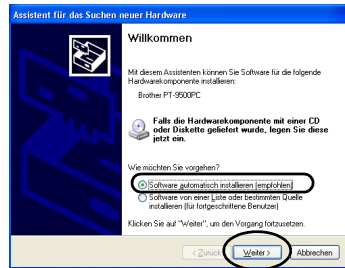 Assistent für das Suchen neuer Hardware
Willkommen
Mit diesem Assistenten können Sie Software für die folgende
Hardwarekomponente installieren:
Brother PT-9500PC
Falls die Hardwarekomponente mit einer CD
oder Diskette geliefert wurde, legen Sie diese
jetzt ein.
Wie möchten Sie vorgehen?
Software automatisch installieren (empfohlen)
Software von einer Liste oder bestimmten Quelle
installieren (für fortgeschrittene Benutzer)
Klicken Sie auf "Weiter", um den Vorgang fortzusetzen.
< Zurück Weiter > Abbrechen